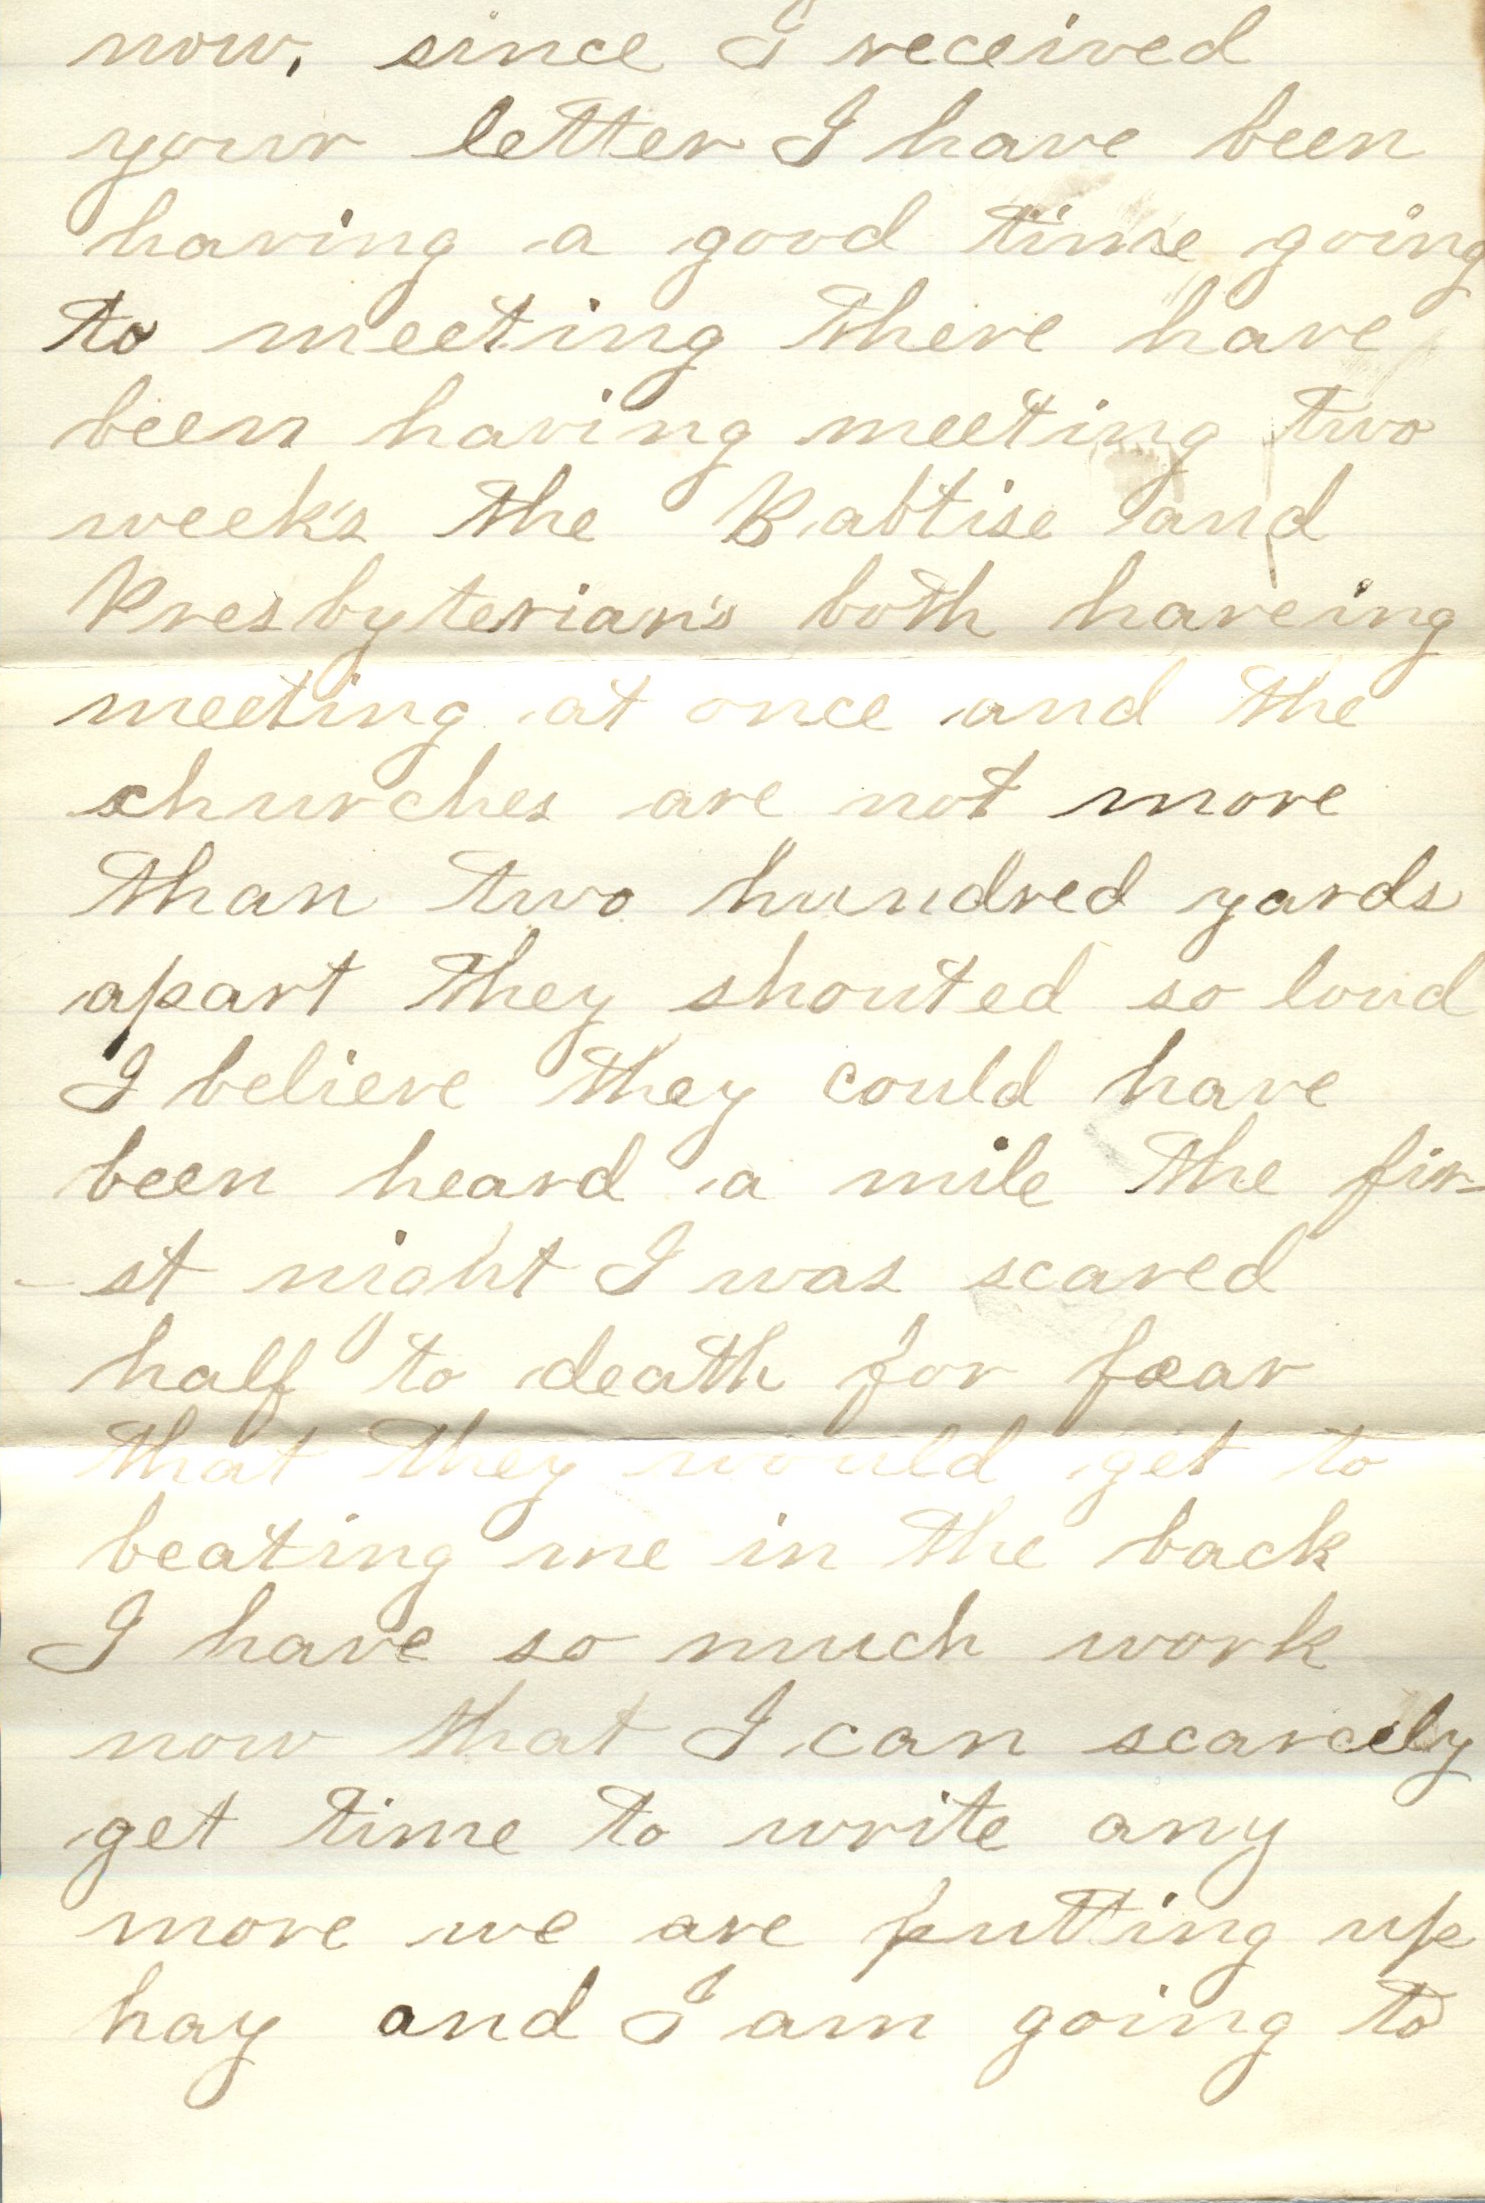 now, since I received
your letter I have been
having a good time going
to meeting there have
been having meeting two
week's the Babtise and
Presbyterian's both haveing
meeting at once and the
churches are not more
than two hundred yards
apart they shouted so loud
I believe they could have
been heard a mile the fir-
- st night I was scared
half to death for fear
that they would get to
beating me in the back
I have so much work
now that I can scarcely
get time to write any
more we are putting up
hay and I am going to